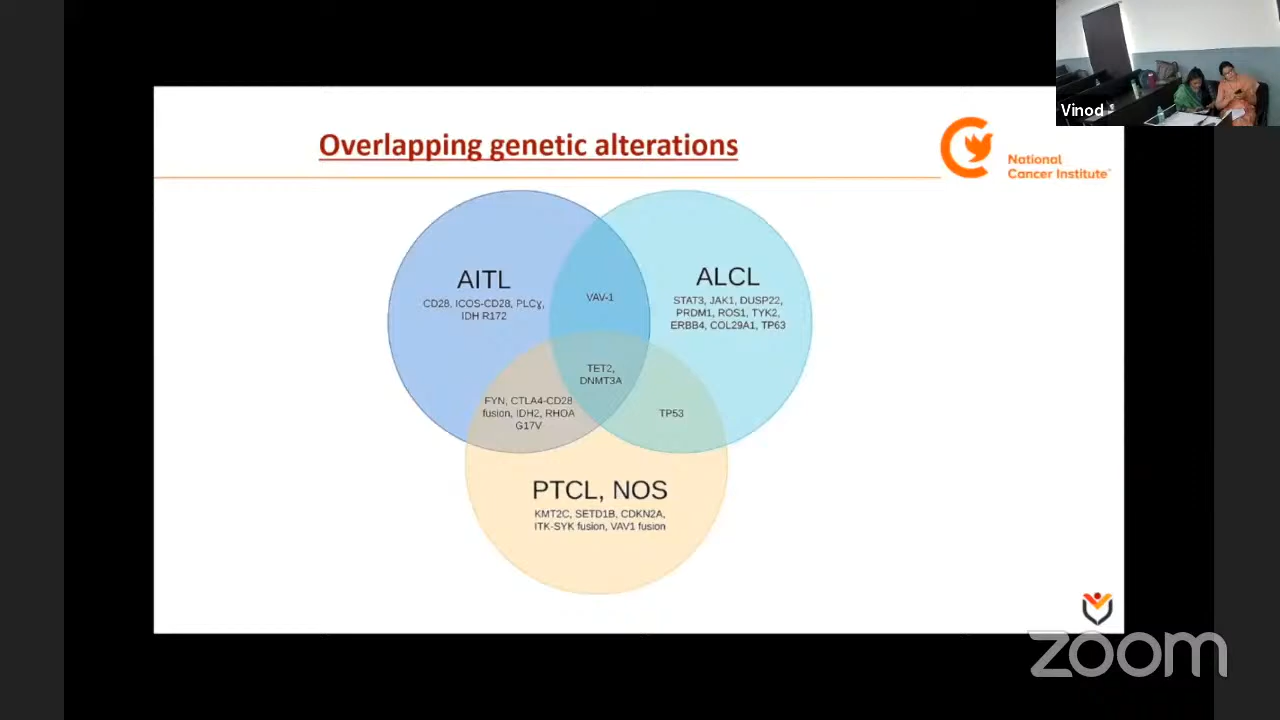 Vinod
Overlapping genetic alterations
National
Cancer Institute
AITL
CD28, ICOS-CD28, PLCɣ,
IDH R172
VAV-1
ALCL
STAT3, JAK1, DUSP22,
PRDM1, ROS1, TYK2,
ERBB4, COL29A1, TP63
TET2,
DNMT3A
FYN, CTLA4-CD28
fusion, IDH2, RHOA
G17V
TP53
PTCL, NOS
KMT2C, SETD1B, CDKN2A,
ITK-SYK fusion, VAV1 fusion
zoom